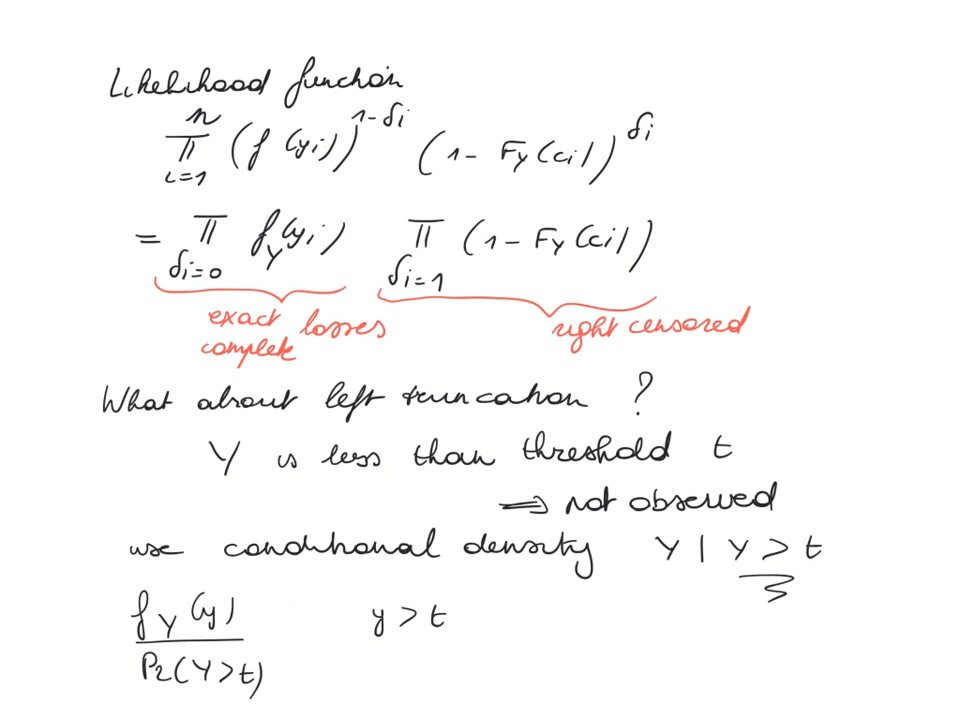 Likelihood function
n
∏ (f(yi))^{1-δi} (1- FY(ci))^{δi}
i=1
= ∏ fY(yi) ∏ (1- FY(ci))
δi=0 δi=1
exact losses right censored
complete
What about left truncation ?
Y is less than threshold t
⇒ not observed
use conditional density Y | Y > t
fY(y) y > t
Pr(Y>t)